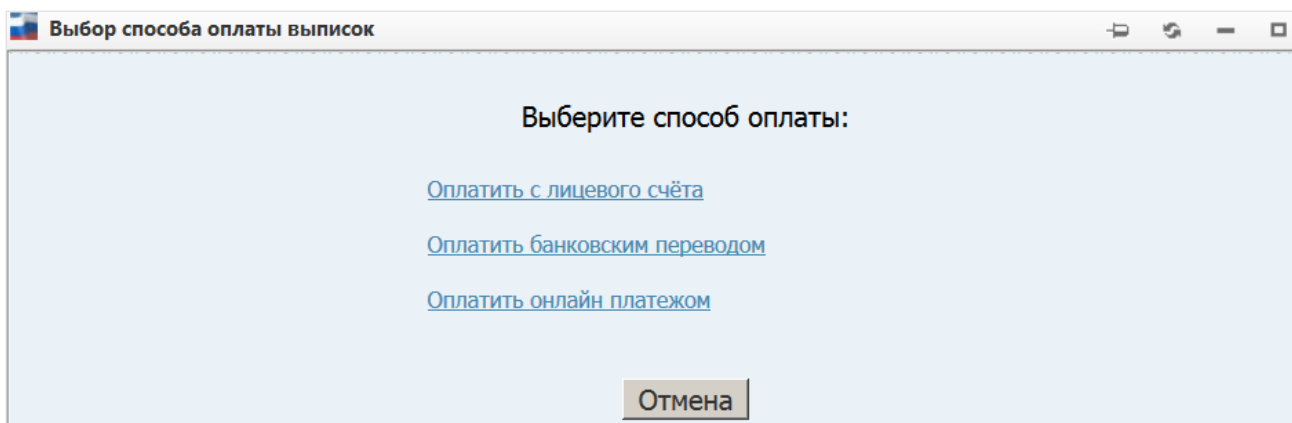 Выбор способа оплаты выписок
Выберите способ оплаты:
Оплатить с лицевого счёта
Оплатить банковским переводом
Оплатить онлайн платежом
Отмена